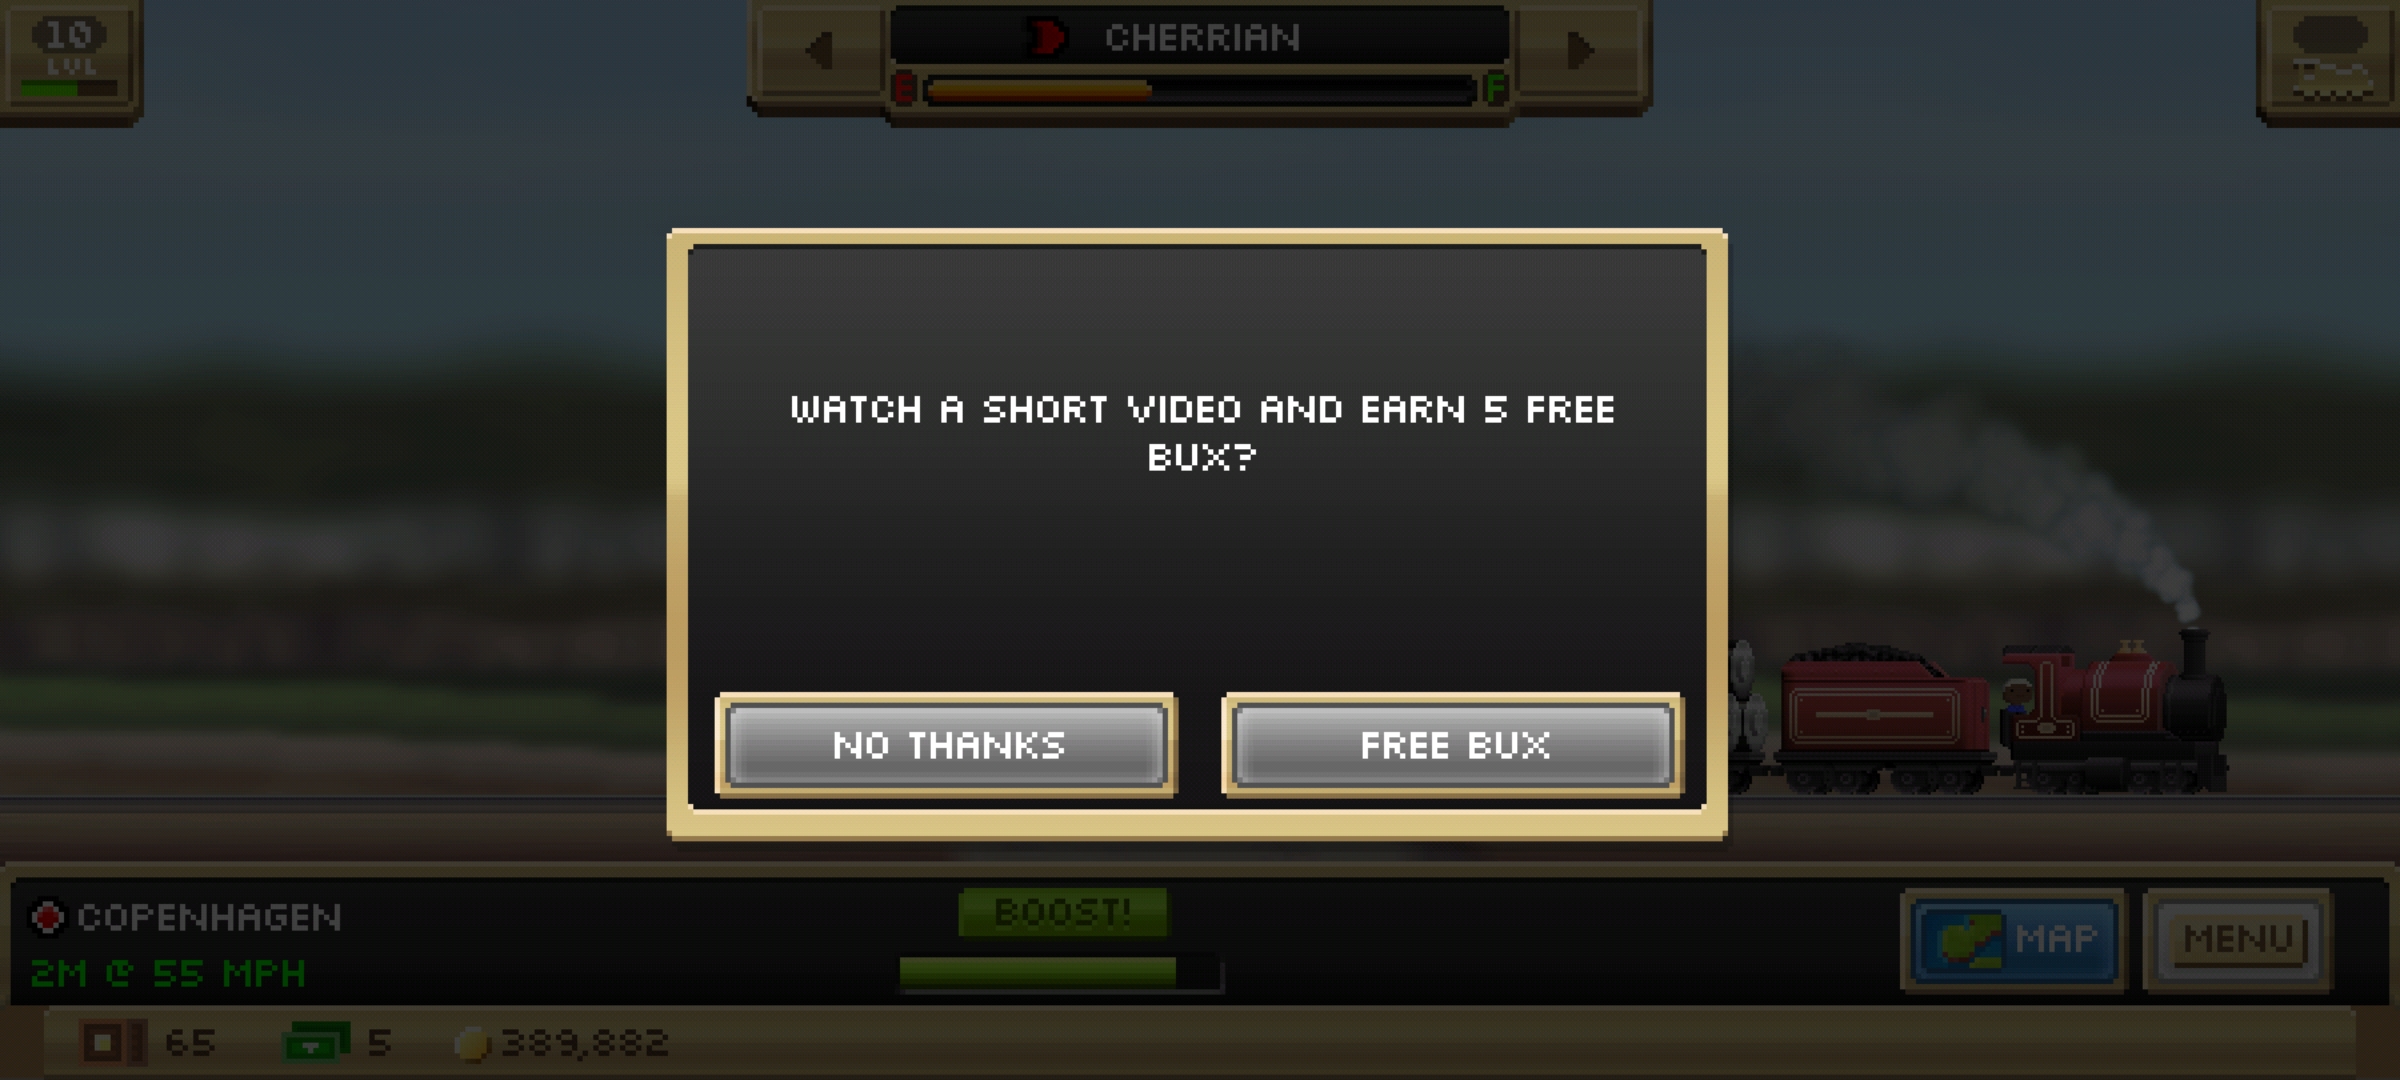 10
LVL
CHERRIAN
E F
WATCH A SHORT VIDEO AND EARN 5 FREE
BUX?
NO THANKS
FREE BUX
COPENHAGEN
2M @ 55 MPH
BOOST!
MAP
MENU
65
5
389,882